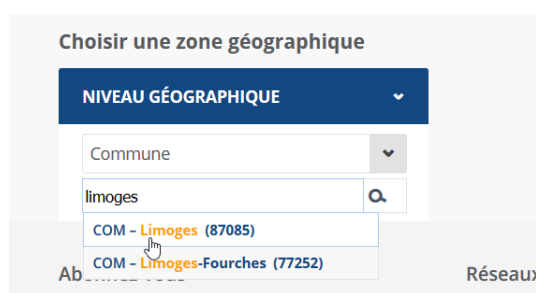 Choisir une zone géographique
NIVEAU GÉOGRAPHIQUE
Commune
limoges
COM – Limoges (87085)
COM – Limoges-Fourches (77252)
Réseaux